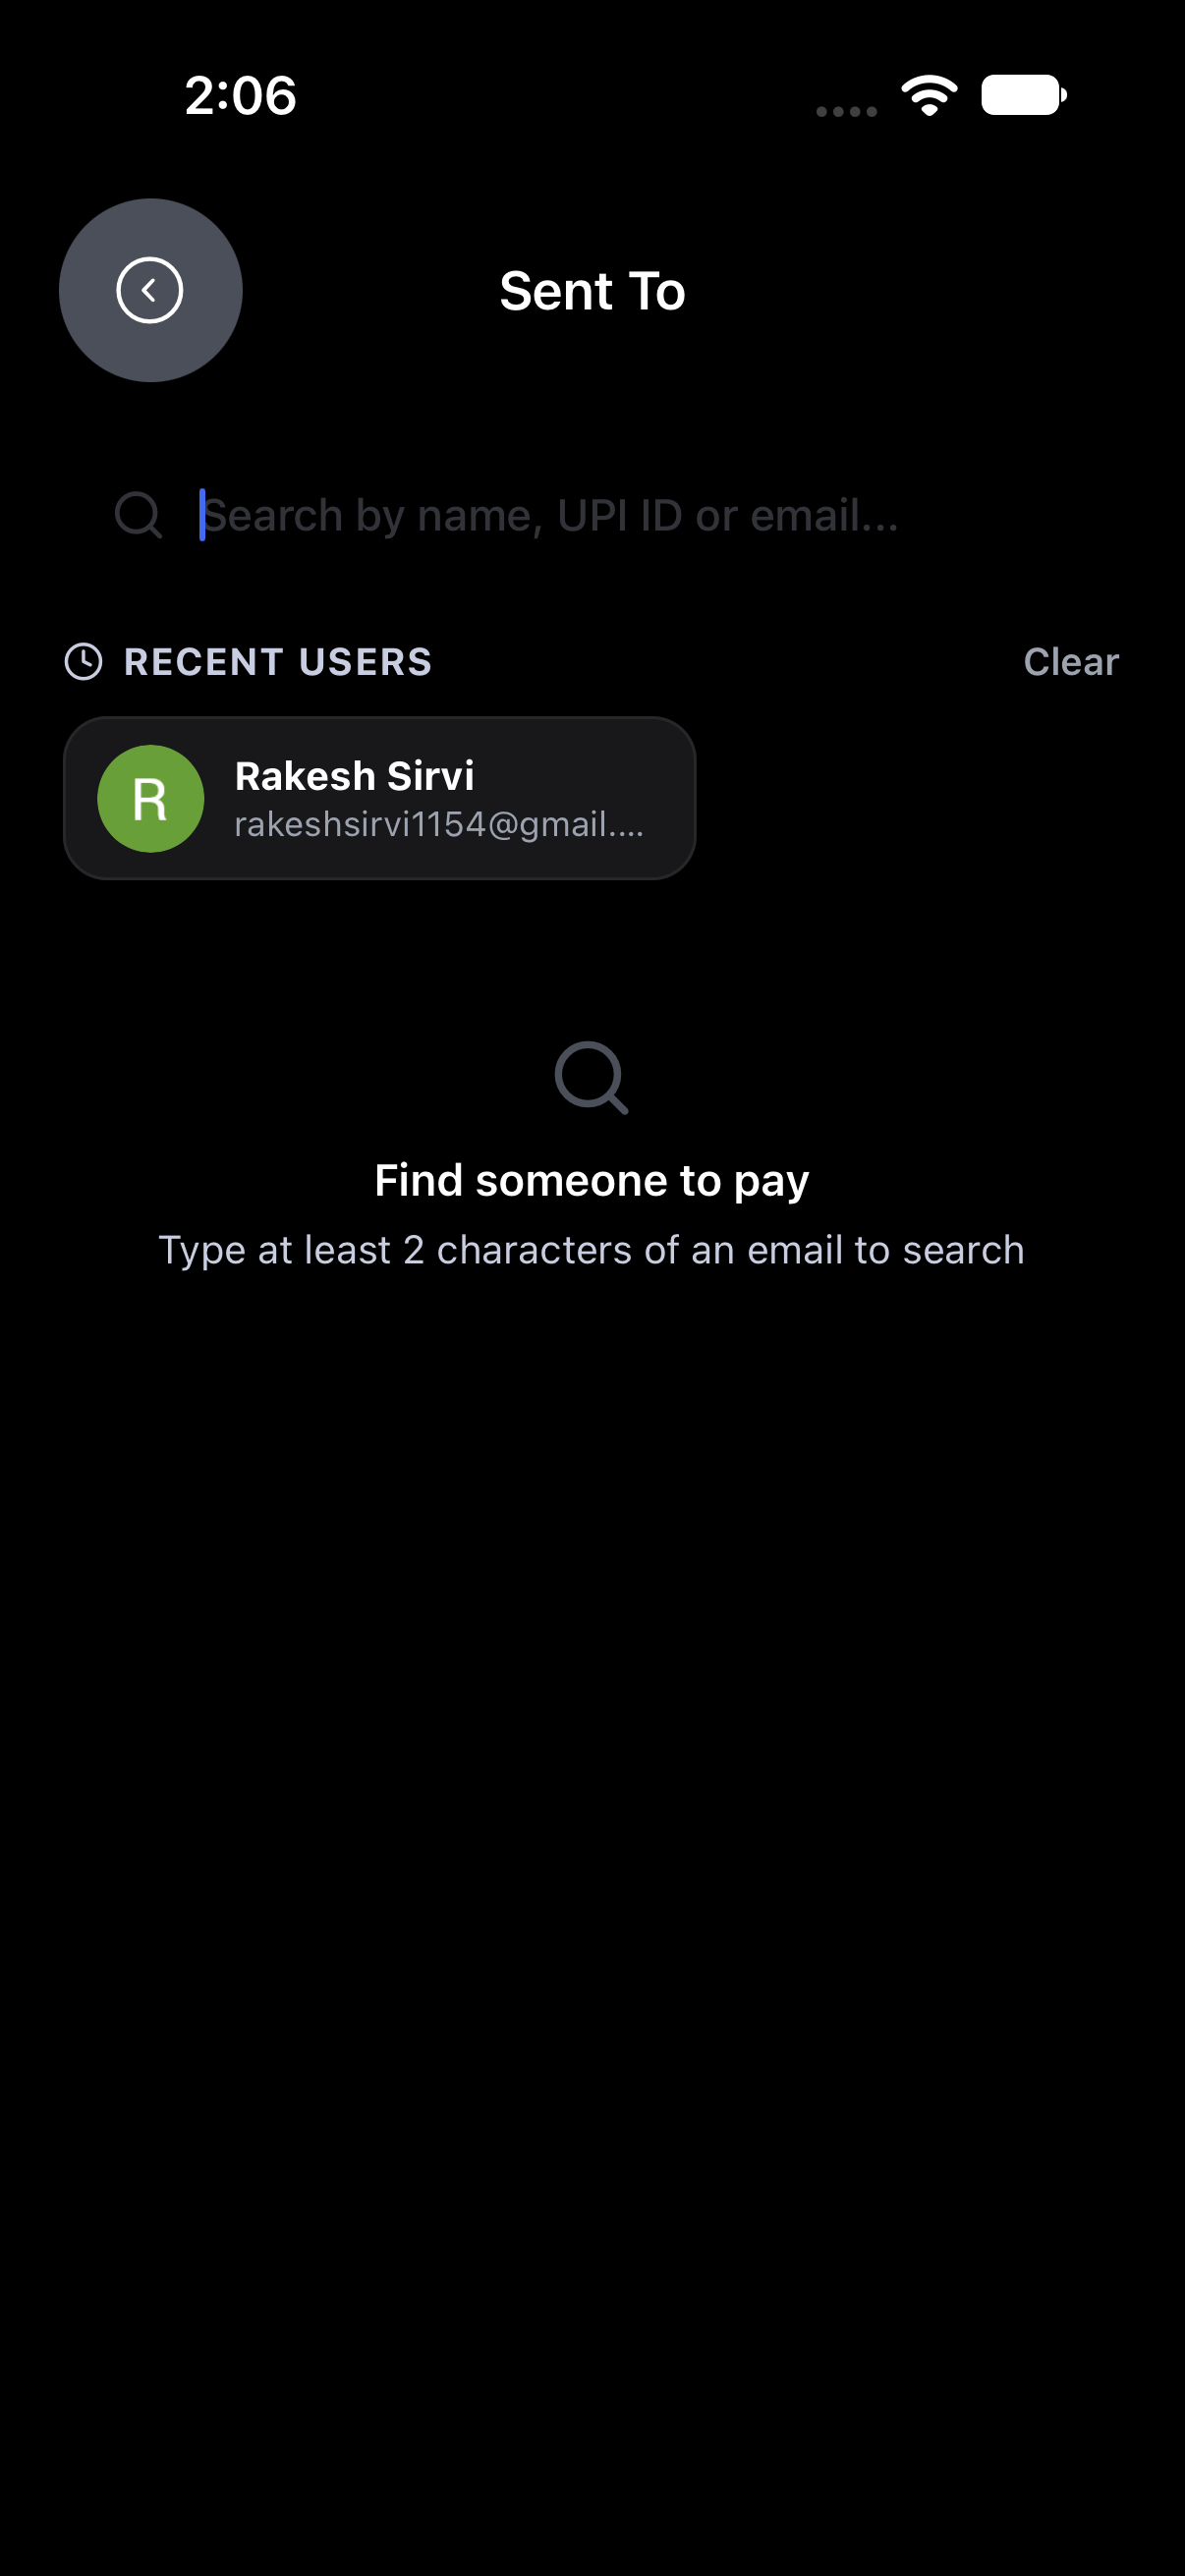 2:06
Sent To
Search by name, UPI ID or email...
RECENT USERS
Clear
R
Rakesh Sirvi
rakeshsirvi1154@gmail....
Find someone to pay
Type at least 2 characters of an email to search